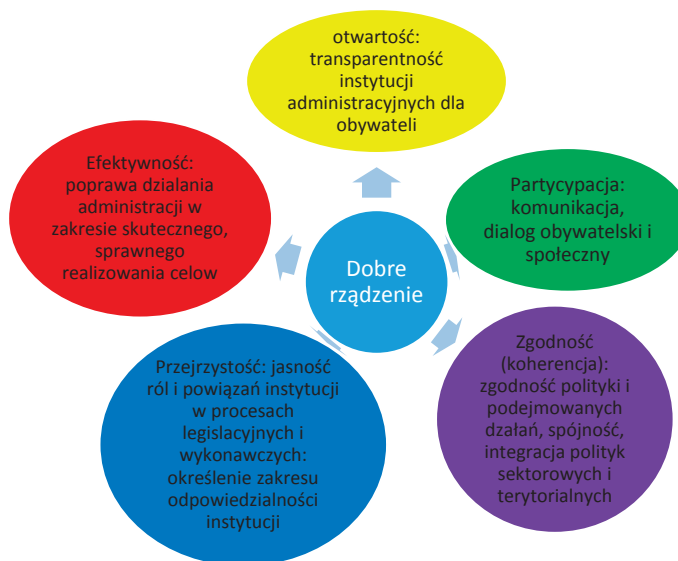 otwartość:
transparentność
instytucji
administracyjnych dla
obywateli
Efektywność:
poprawa dzialania
administracji w
zakresie skutecznego,
sprawnego
realizowania celow
Partycypacja:
komunikacja,
dialog obywatelski i
społeczny
Dobre
rządzenie
Przejrzystość: jasność
ról i powiązań instytucji
w procesach
legislacyjnych i
wykonawczych:
określenie zakresu
odpowiedzialności
instytucji
Zgodność
(koherencja):
zgodność polityki i
podejmowanych
dzałań, spójność,
integracja polityk
sektorowych i
terytorialnych